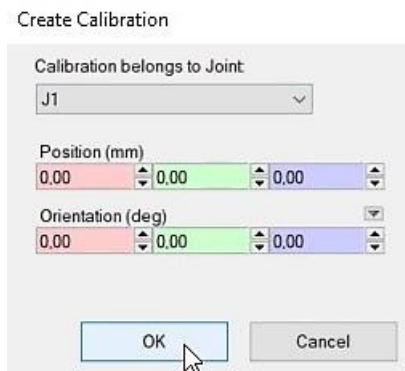 Create Calibration
Calibration belongs to Joint:
J1
Position (mm)
0,00 0,00 0,00
Orientation (deg)
0,00 0,00 0,00
OK Cancel